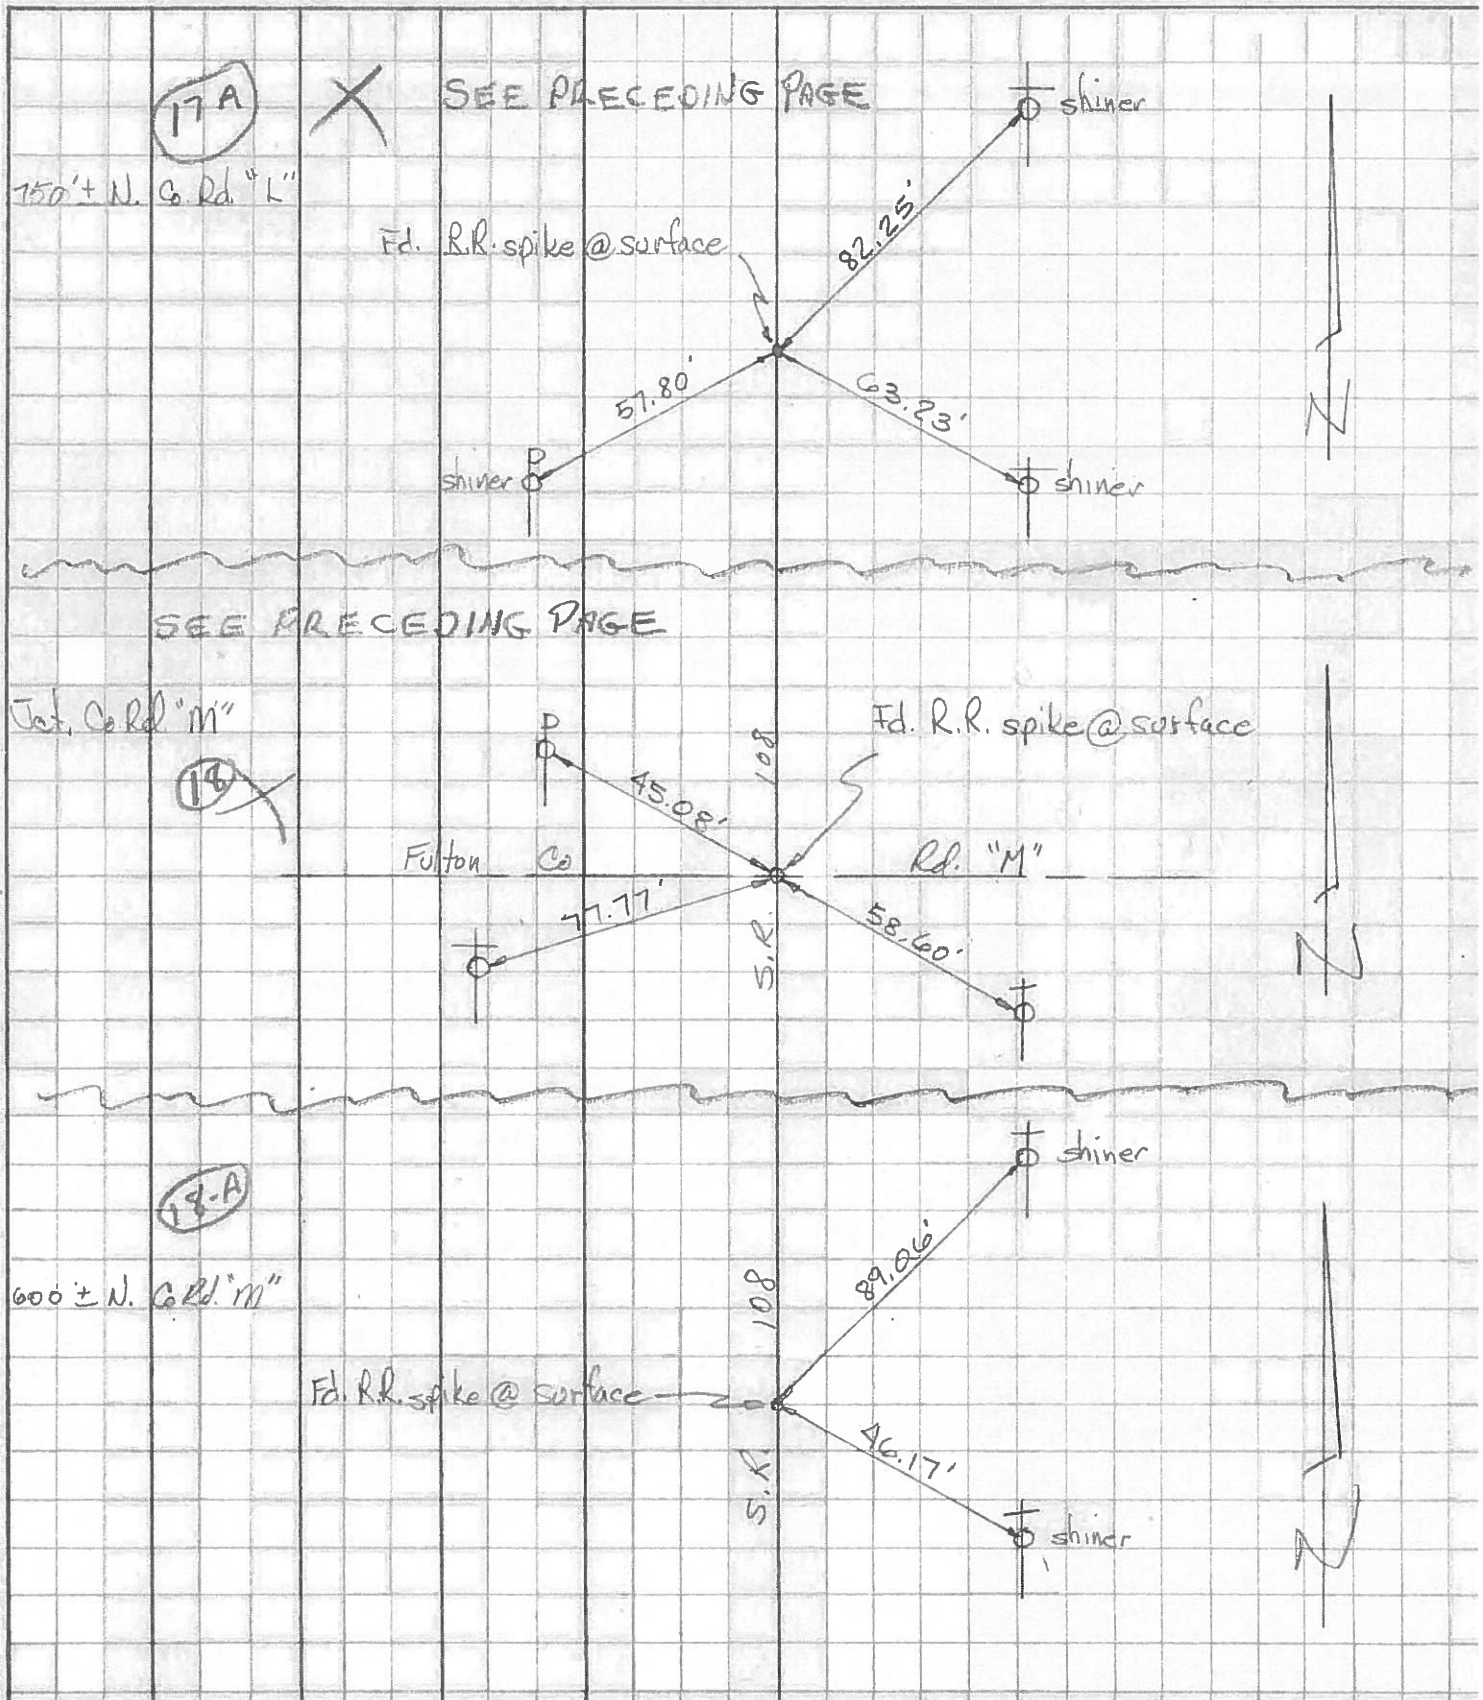 17A
SEE PRECEDING PAGE
shiner
750'± N. Co. Rd. "L"
82.25'
Fd. R.R. spike @ surface
57.80'
63.23'
N
P
shiner
shiner
SEE PRECEDING PAGE
Jct. Co Rd "M"
18
P
108
Fd. R.R. spike @ surface
45.08'
Fulton Co
Rd. "M"
77.77'
S.R.
58.60'
N
18-A
shiner
600'± N. Co Rd. "M"
108
89.06'
Fd. R.R. spike @ surface
S.R.
46.17'
shiner
N